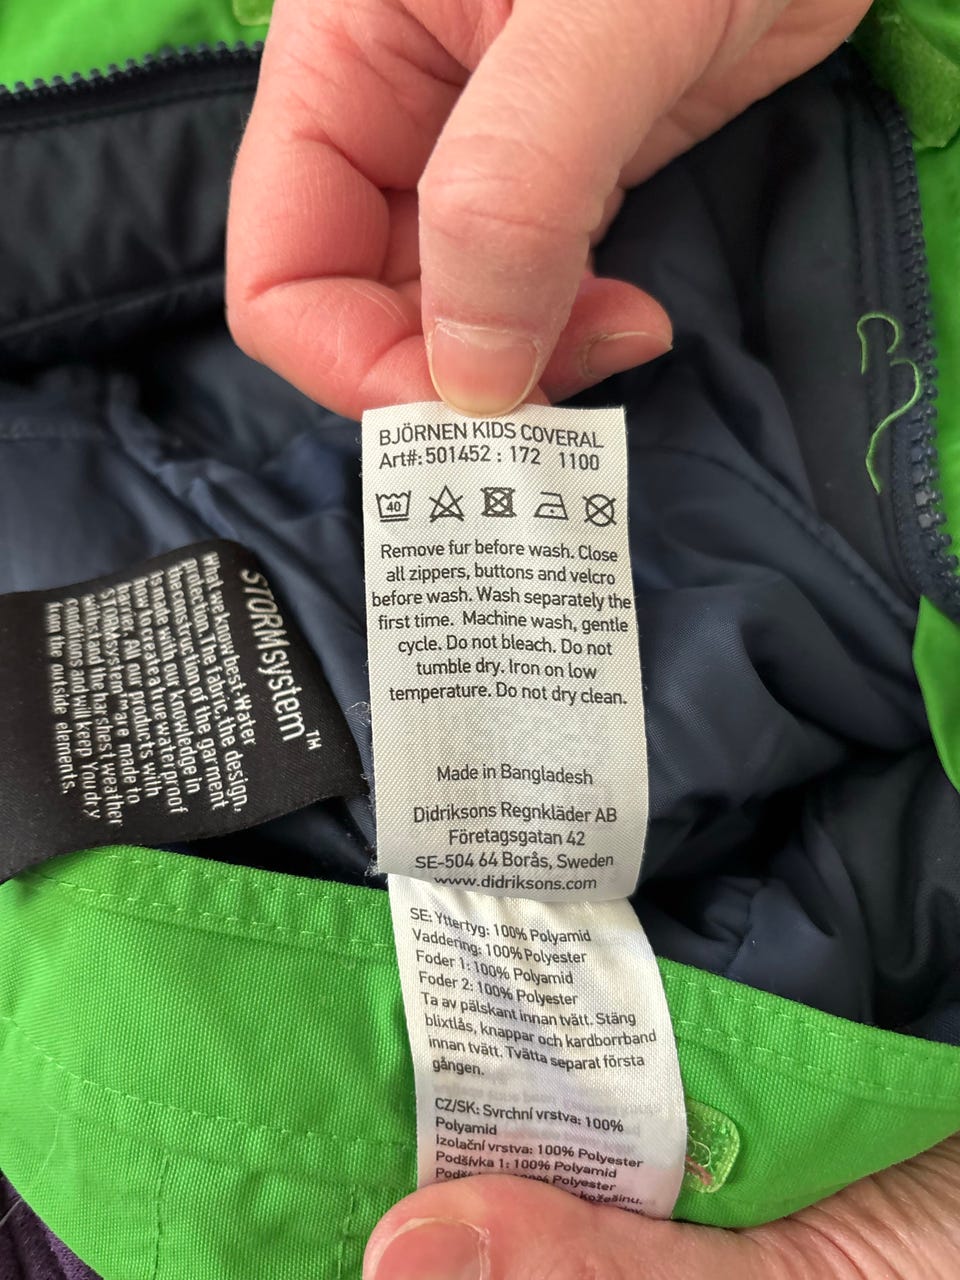 BJÖRNEN KIDS COVERAL
Art#: 501452 : 172 1100
40
Remove fur before wash. Close
all zippers, buttons and velcro
before wash. Wash separately the
first time. Machine wash, gentle
cycle. Do not bleach. Do not
tumble dry. Iron on low
temperature. Do not dry clean.
Made in Bangladesh
Didriksons Regnkläder AB
Företagsgatan 42
SE-504 64 Borås, Sweden
www.didriksons.com
SE: Yttertyg: 100% Polyamid
Vaddering: 100% Polyester
Foder 1: 100% Polyamid
Foder 2: 100% Polyester
Ta av pälskant innan tvätt. Stäng
blixtlås, knappar och kardborrband
innan tvätt. Tvätta separat första
gången.
CZ/SK: Svrchní vrstva: 100%
Polyamid
Izolační vrstva: 100% Polyester
Podšívka 1: 100% Polyamid
Polyester
kožešinu.
STORMsystem™
What we know best-Water
protection. The fabric, the design,
the construction of the garment
is made with our knowledge in
how to create a true waterproof
barrier. All our products with
STORMsystem™ are made to
withstand the harshest weather
conditions and will keep You dry
from the outside elements.